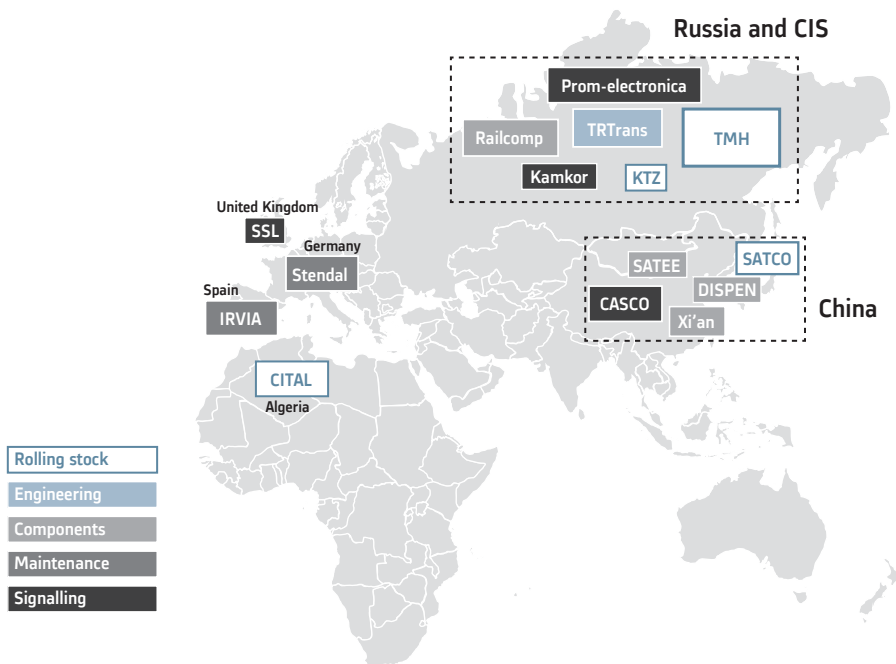 Russia and CIS
Prom-electronica
TRTrans
TMH
Railcomp
Kamkor
KTZ
United Kingdom
SSL
Germany
Stendal
Spain
IRVIA
SATEE
SATCO
DISPEN
CASCO
Xi’an
China
CITAL
Algeria
Rolling stock
Engineering
Components
Maintenance
Signalling